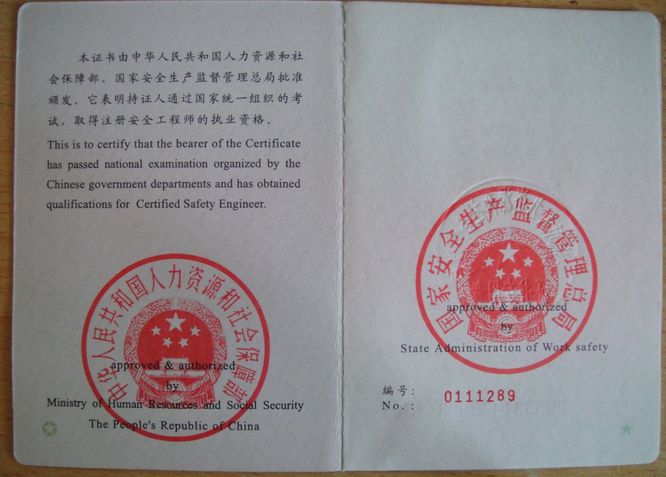 本证书由中华人民共和国人力资源和社
会保障部、国家安全生产监督管理总局批准
颁发。它表明持证人通过国家统一组织的考
试，取得注册安全工程师的执业资格。
This is to certify that the bearer of the Certificate
has passed national examination organized by the
Chinese government departments and has obtained
qualifications for Certified Safety Engineer.
中华人民共和国人力资源和社会保障部
approved & authorized
by
Ministry of Human Resources and Social Security
The People's Republic of China
国家安全生产监督管理总局
approved & authorized
by
State Administration of Work safety
编号:
No.: 0111289